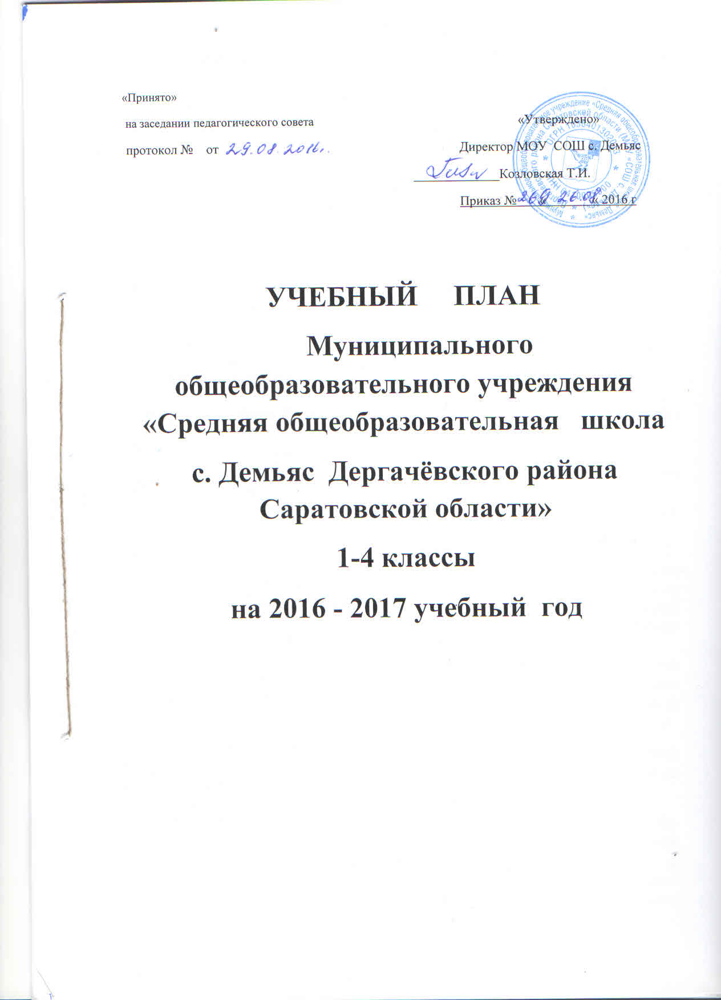 «Принято»
на заседании педагогического совета
протокол № от 29.08.2016г.
«Утверждено»
Директор МОУ СОШ с. Демьяс
Козловская Т.И.
Приказ № 269 « 26.08 « 2016 г
УЧЕБНЫЙ ПЛАН
Муниципального
общеобразовательного учреждения
«Средняя общеобразовательная школа
с. Демьяс Дергачёвского района
Саратовской области»
1-4 классы
на 2016 - 2017 учебный год